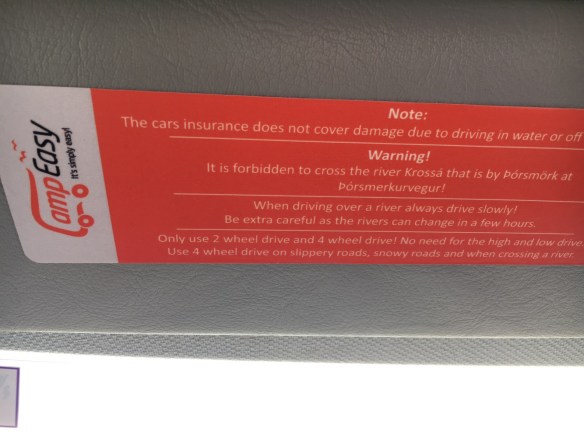 CampEasy
It's simply easy!
Note:
The cars insurance does not cover damage due to driving in water or off
Warning!
It is forbidden to cross the river Krossá that is by Þórsmörk at
Þórsmerkurvegur!
When driving over a river always drive slowly!
Be extra careful as the rivers can change in a few hours.
Only use 2 wheel drive and 4 wheel drive! No need for the high and low drive.
Use 4 wheel drive on slippery roads, snowy roads and when crossing a river.